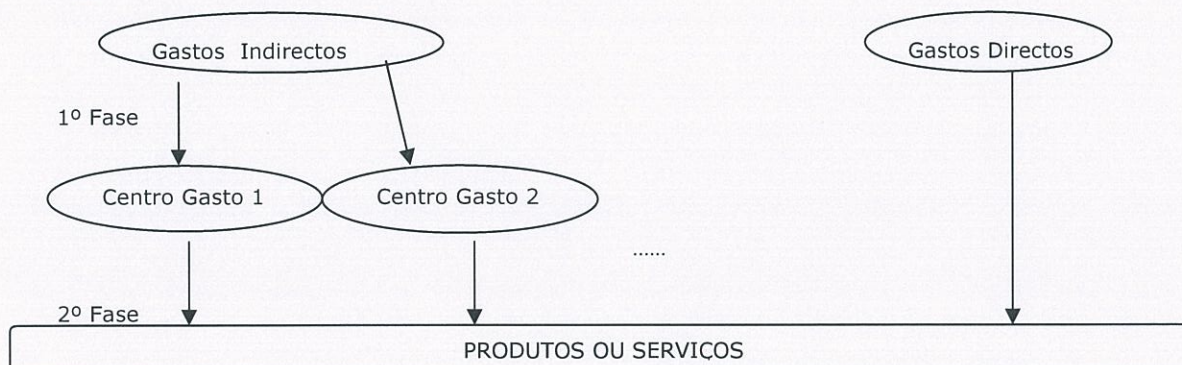 Gastos Indirectos
Gastos Directos
1º Fase
Centro Gasto 1
Centro Gasto 2
......
2º Fase
PRODUTOS OU SERVIÇOS